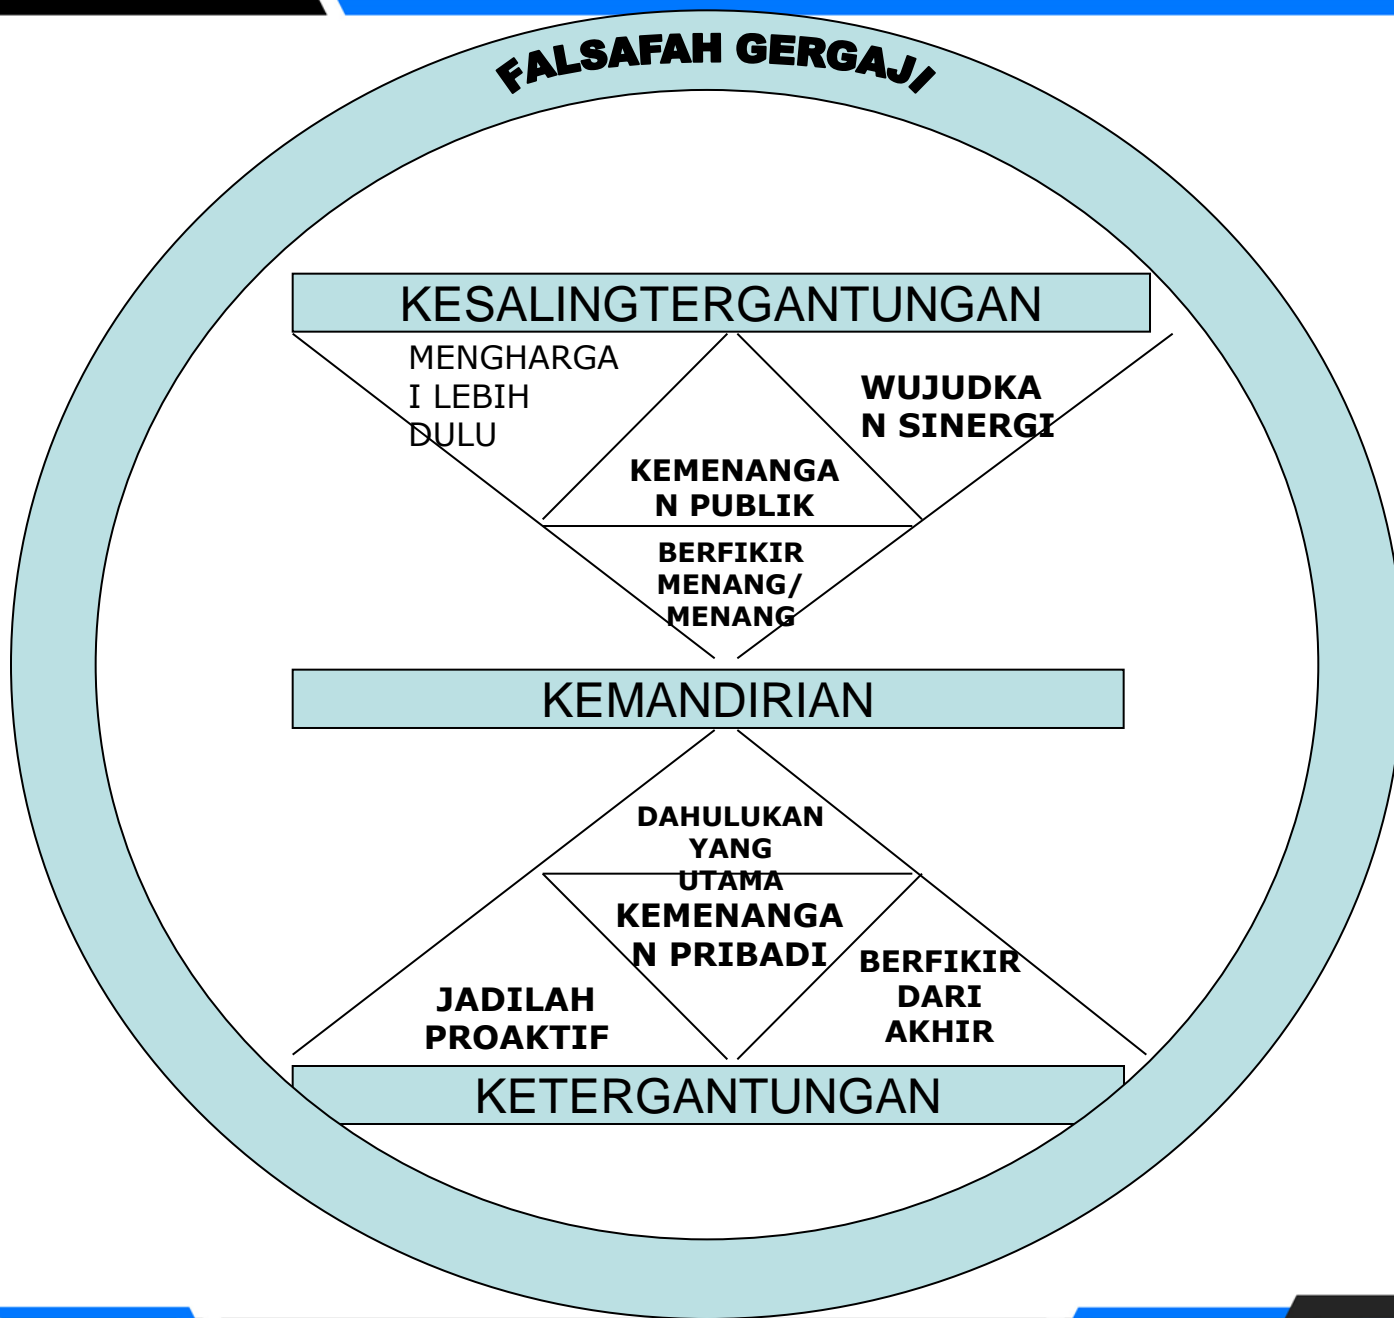 FALSAFAH GERGAJI
KESALINGTERGANTUNGAN
MENGHARGA
I LEBIH
DULU
WUJUDKA
N SINERGI
KEMENANGA
N PUBLIK
BERFIKIR
MENANG/
MENANG
KEMANDIRIAN
DAHULUKAN
YANG
UTAMA
KEMENANGA
N PRIBADI
JADILAH
PROAKTIF
BERFIKIR
DARI
AKHIR
KETERGANTUNGAN